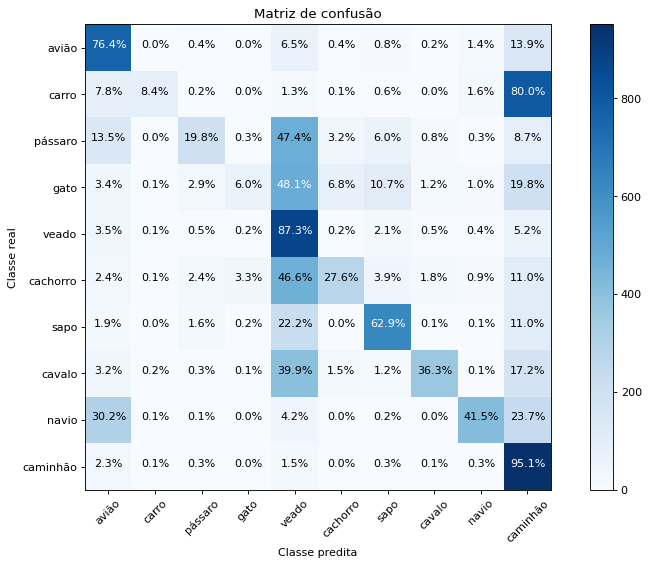 Matriz de confusão
avião 76.4% 0.0% 0.4% 0.0% 6.5% 0.4% 0.8% 0.2% 1.4% 13.9%
carro 7.8% 8.4% 0.2% 0.0% 1.3% 0.1% 0.6% 0.0% 1.6% 80.0%
pássaro 13.5% 0.0% 19.8% 0.3% 47.4% 3.2% 6.0% 0.8% 0.3% 8.7%
gato 3.4% 0.1% 2.9% 6.0% 48.1% 6.8% 10.7% 1.2% 1.0% 19.8%
veado 3.5% 0.1% 0.5% 0.2% 87.3% 0.2% 2.1% 0.5% 0.4% 5.2%
cachorro 2.4% 0.1% 2.4% 3.3% 46.6% 27.6% 3.9% 1.8% 0.9% 11.0%
sapo 1.9% 0.0% 1.6% 0.2% 22.2% 0.0% 62.9% 0.1% 0.1% 11.0%
cavalo 3.2% 0.2% 0.3% 0.1% 39.9% 1.5% 1.2% 36.3% 0.1% 17.2%
navio 30.2% 0.1% 0.1% 0.0% 4.2% 0.0% 0.2% 0.0% 41.5% 23.7%
caminhão 2.3% 0.1% 0.3% 0.0% 1.5% 0.0% 0.3% 0.1% 0.3% 95.1%
avião carro pássaro gato veado cachorro sapo cavalo navio caminhão
Classe predita
Classe real
800
600
400
200
0